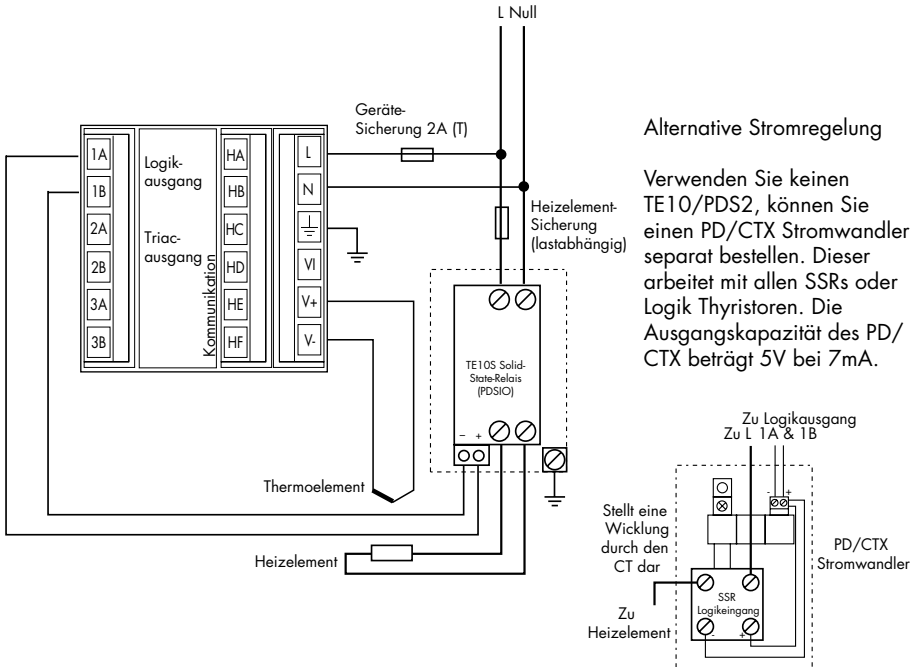 L Null
Geräte-
Sicherung 2A (T)
1A
1B
2A
2B
3A
3B
Logik-
ausgang
Triac-
ausgang
Kommunikation
HA
HB
HC
HD
HE
HF
L
N
VI
V+
V-
Heizelement-
Sicherung
(lastabhängig)
TE10S Solid-
State-Relais
(PDSIO)
- +
Thermoelement
Heizelement
Alternative Stromregelung
Verwenden Sie keinen
TE10/PDS2, können Sie
einen PD/CTX Stromwandler
separat bestellen. Dieser
arbeitet mit allen SSRs oder
Logik Thyristoren. Die
Ausgangskapazität des PD/
CTX beträgt 5V bei 7mA.
Zu Logikausgang
Zu L 1A & 1B
- +
Stellt eine
Wicklung
durch den
CT dar
PD/CTX
Stromwandler
SSR
Logikeingang
- +
Zu
Heizelement